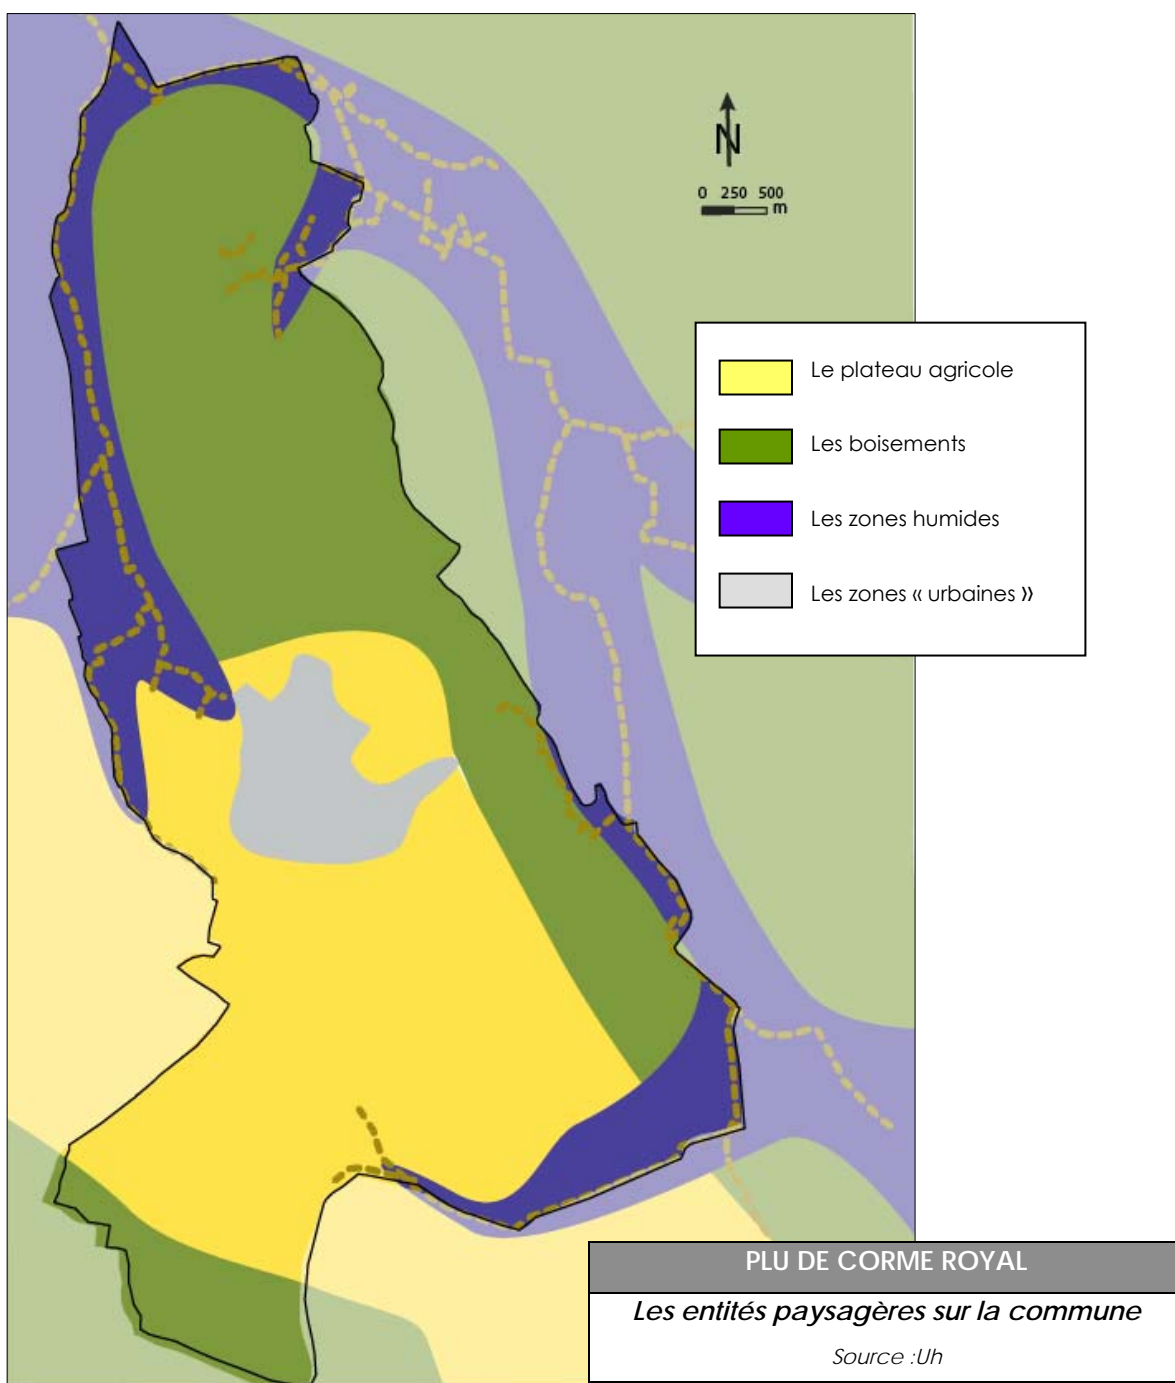 N
0 250 500
m
Le plateau agricole
Les boisements
Les zones humides
Les zones « urbaines »
PLU DE CORME ROYAL
Les entités paysagères sur la commune
Source :Uh